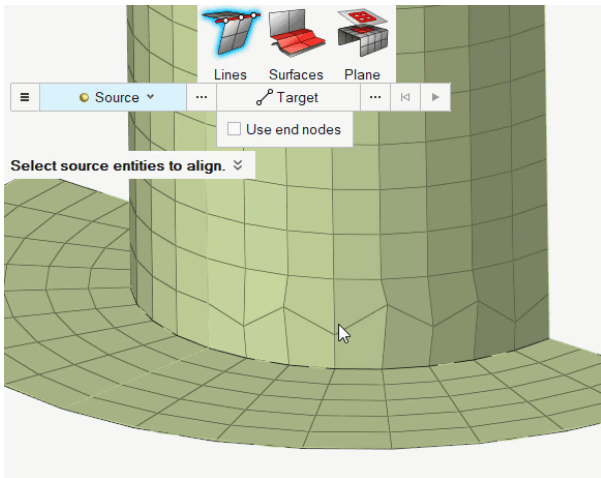 Lines Surfaces Plane
Source ... Target ...
Use end nodes
Select source entities to align.